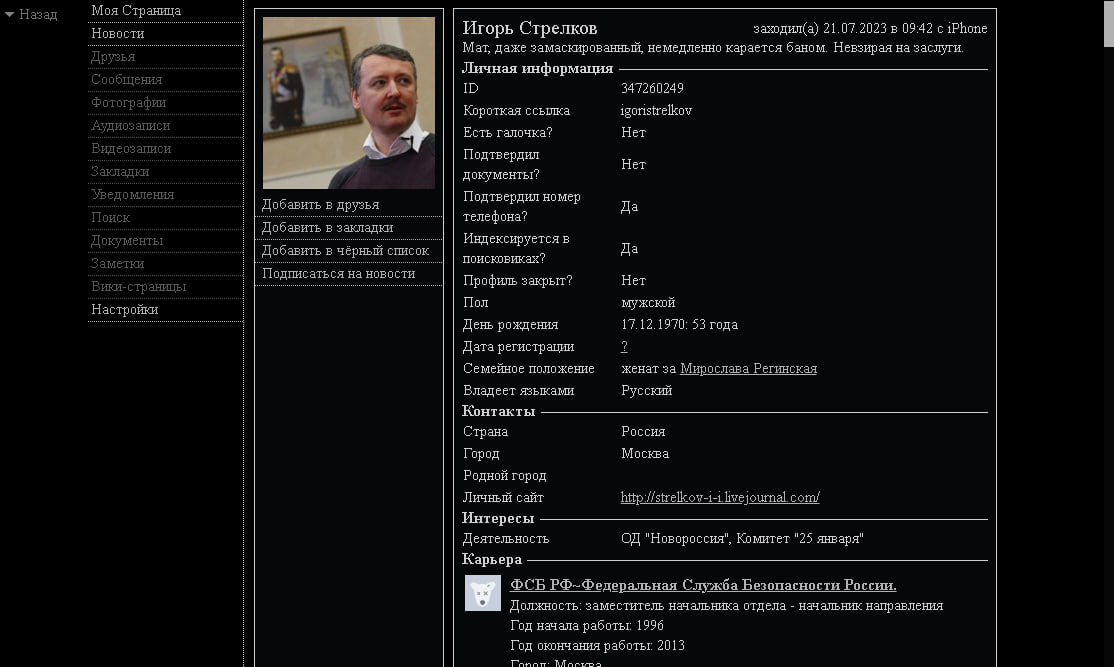 Назад
Моя Страница
Новости
Друзья
Сообщения
Фотографии
Аудиозаписи
Видеозаписи
Закладки
Уведомления
Поиск
Документы
Заметки
Вики-страницы
Настройки
Добавить в друзья
Добавить в закладки
Добавить в чёрный список
Подписаться на новости
Игорь Стрелков заходил(а) 21.07.2023 в 09:42 с iPhone
Мат, даже замаскированный, немедленно карается баном. Невзирая на заслуги.
Личная информация
ID 347260249
Короткая ссылка igoristrelkov
Есть галочка? Нет
Подтвердил
документы? Нет
Подтвердил номер
телефона? Да
Индексируется в
поисковиках? Да
Профиль закрыт? Нет
Пол мужской
День рождения 17.12.1970: 53 года
Дата регистрации ?
Семейное положение женат за Мирослава Регинская
Владеет языками Русский
Контакты
Страна Россия
Город Москва
Родной город
Личный сайт http://strelkov-i-i.livejournal.com/
Интересы
Деятельность ОД "Новороссия", Комитет "25 января"
Карьера
ФСБ РФ~Федеральная Служба Безопасности России.
Должность: заместитель начальника отдела - начальник направления
Год начала работы: 1996
Год окончания работы: 2013
Город: Москва